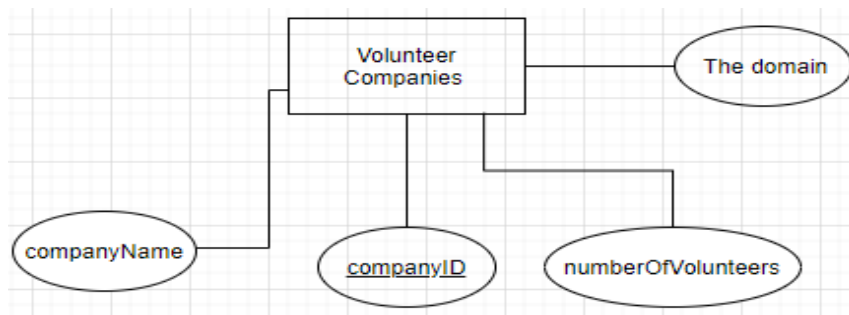 Volunteer
Companies
The domain
companyName
companyID
numberOfVolunteers